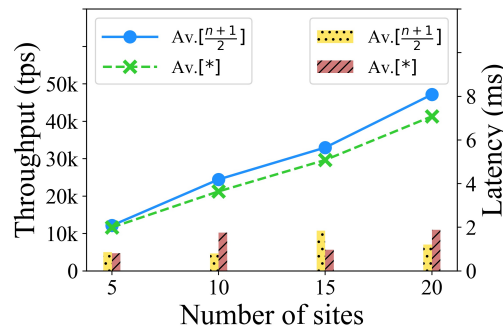 Av.[n+1/2]
Av.[*]
Av.[n+1/2]
Av.[*]
Throughput (tps)
50k
40k
30k
20k
10k
0
Latency (ms)
8
6
4
2
0
5
10
15
20
Number of sites